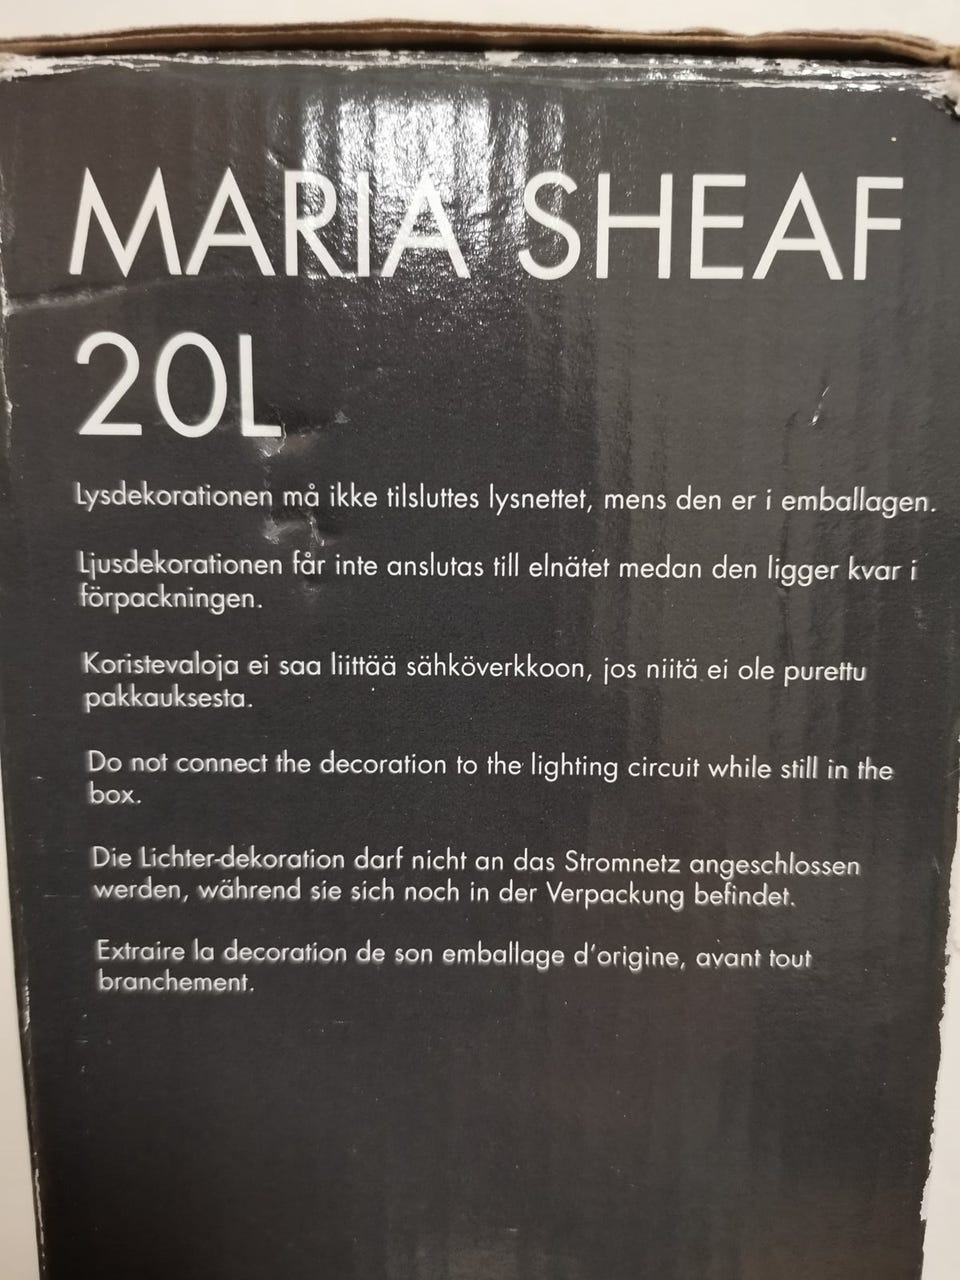 MARIA SHEAF
20L
Lysdekorationen må ikke tilsluttes lysnettet, mens den er i emballagen.
Ljusdekorationen får inte anslutas till elnätet medan den ligger kvar i
förpackningen.
Koristevaloja ei saa liittää sähköverkkoon, jos niitä ei ole purettu
pakkauksesta.
Do not connect the decoration to the lighting circuit while still in the
box.
Die Lichter-dekoration darf nicht an das Stromnetz angeschlossen
werden, während sie sich noch in der Verpackung befindet.
Extraire la decoration de son emballage d'origine, avant tout
branchement.